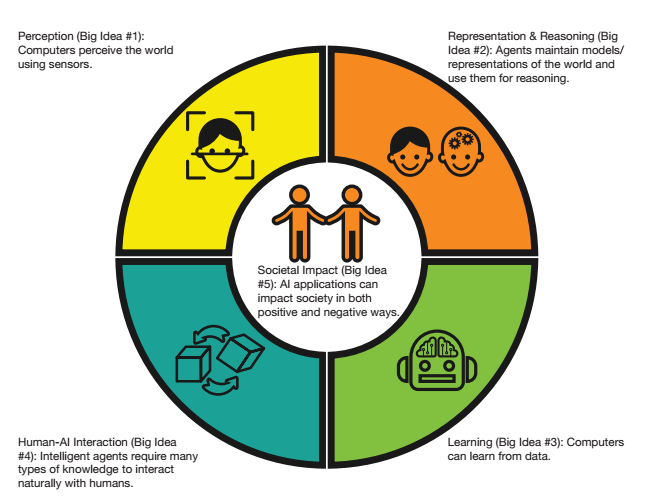 Perception (Big Idea #1):
Computers perceive the world
using sensors.
Representation & Reasoning (Big
Idea #2): Agents maintain models/
representations of the world and
use them for reasoning.
Societal Impact (Big Idea
#5): AI applications can
impact society in both
positive and negative ways.
Human-AI Interaction (Big Idea
#4): Intelligent agents require many
types of knowledge to interact
naturally with humans.
Learning (Big Idea #3): Computers
can learn from data.